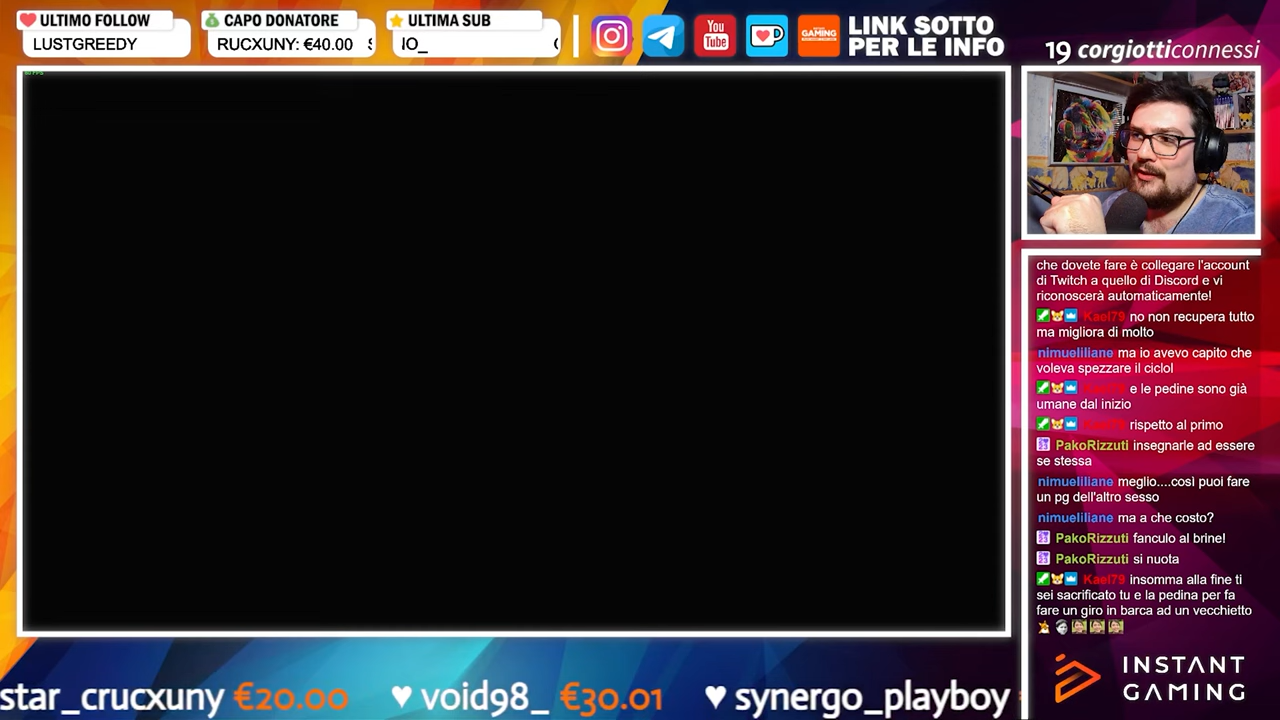 ULTIMO FOLLOW
LUSTGREEDY
CAPO DONATORE
RUCXUNY: €40.00
ULTIMA SUB
IO_
You
Tube
GAMING
LINK SOTTO
PER LE INFO
19 corgiotticonnessi
che dovete fare è collegare l'account
di Twitch a quello di Discord e vi
riconoscerà automaticamente!
Kael79 no non recupera tutto
ma migliora di molto
nimueliliane ma io avevo capito che
voleva spezzare il ciclol
Kael79 e le pedine sono già
umane dal inizio
Kael79 rispetto al primo
PakoRizzuti insegnarle ad essere
se stessa
nimueliliane meglio....così puoi fare
un pg dell'altro sesso
nimueliliane ma a che costo?
PakoRizzuti fanculo al brine!
PakoRizzuti si nuota
Kael79 insomma alla fine ti
sei sacrificato tu e la pedina per fa
fare un giro in barca ad un vecchietto
INSTANT
GAMING
star_crucxuny €20.00 ♥ void98_ €30.01 ♥ synergo_playboy